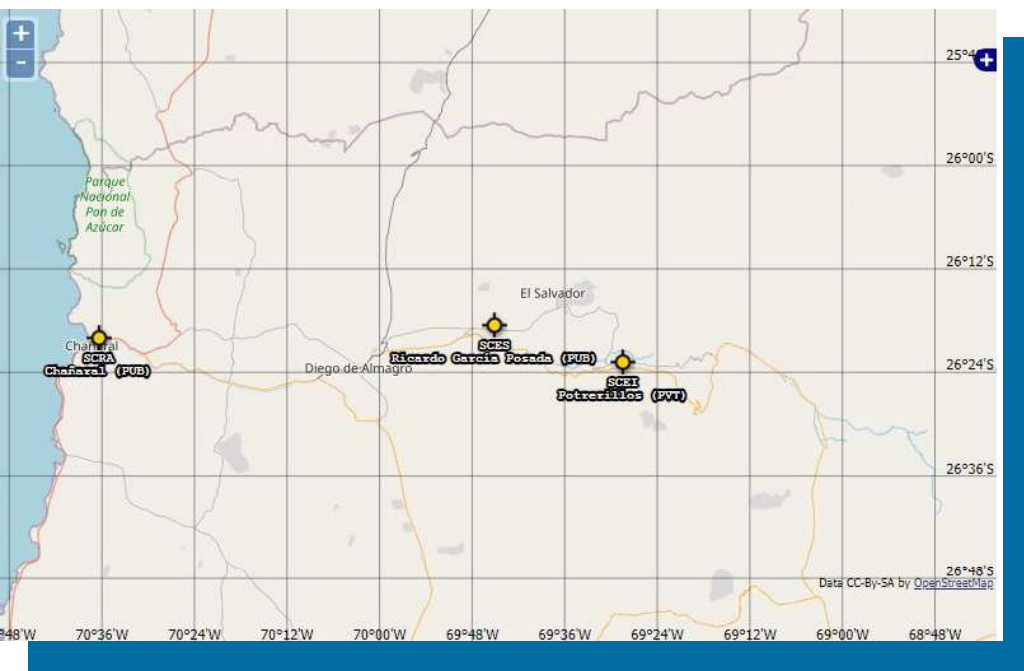 +
-
25°4
+
26°00'S
Parque
Nacional
Pan de
Azúcar
26°12'S
El Salvador
Chañaral
SCRA
Chañaral (PUB)
SCES
Ricardo García Posada (PUB)
Diego de Almagro
26°24'S
SCEI
Potrerillos (PVT)
26°36'S
26°48'S
Data CC-By-SA by OpenStreetMap
°48'W 70°36'W 70°24'W 70°12'W 70°00'W 69°48'W 69°36'W 69°24'W 69°12'W 69°00'W 68°48'W